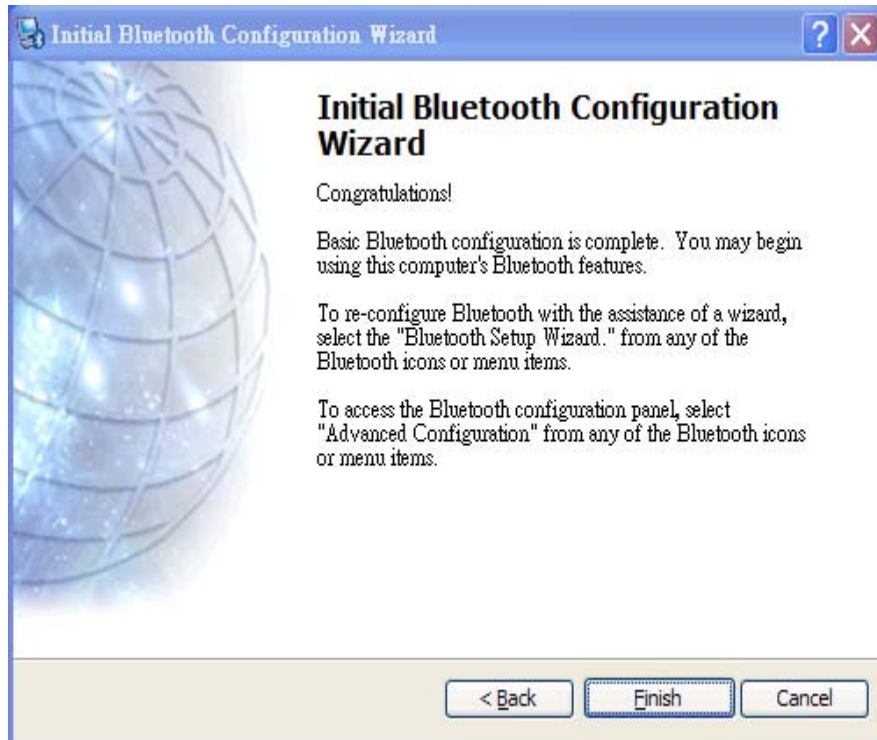 Initial Bluetooth Configuration Wizard
?
Initial Bluetooth Configuration
Wizard
Congratulations!
Basic Bluetooth configuration is complete.  You may begin
using this computer's Bluetooth features.
To re-configure Bluetooth with the assistance of a wizard,
select the "Bluetooth Setup Wizard." from any of the
Bluetooth icons or menu items.
To access the Bluetooth configuration panel, select
"Advanced Configuration" from any of the Bluetooth icons
or menu items.
< Back
Finish
Cancel